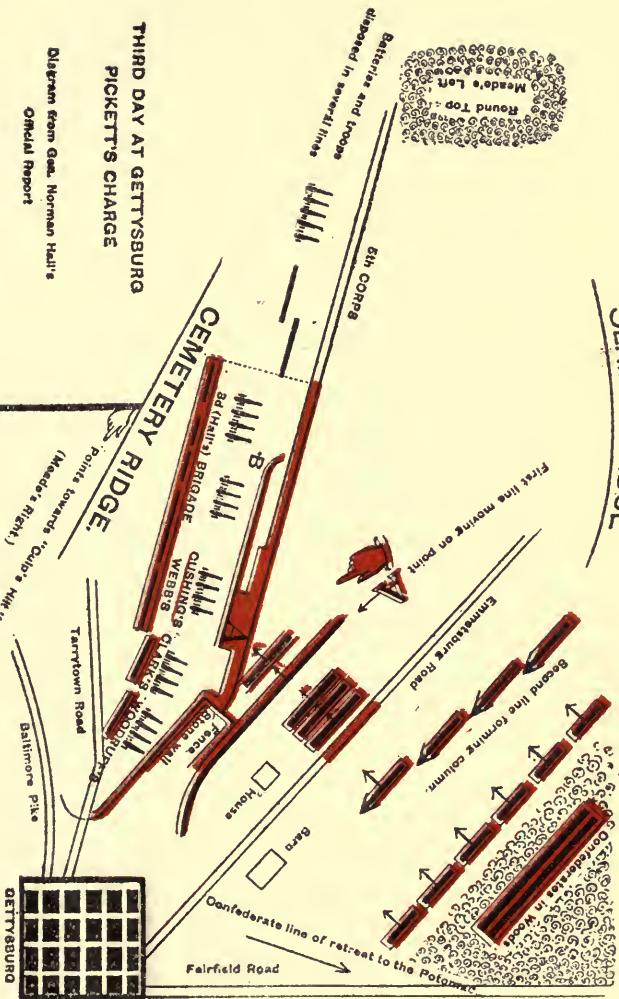 THIRD DAY AT GETTYSBURG
PICKETT'S CHARGE
Diagram from Gen. Norman Hall's
Official Report
Batteries and troops
disposed in several lines
Round Top
Meade's Left
5th CORPS
CEMETERY RIDGE.
3d (Hall's) BRIGADE
B
CUSHING'S
WEBB'S
CLARK'S
WOODRUFF'S
A
Fence
Stone wall
Points towards "Culp's Hill"
(Meade's Right.)
Tarrytown Road
Baltimore Pike
GETTYSBURG
First line moving on point
A
Emmetsburg Road
Second line forming column.
Confederates in Woods
House
Barn
Confederate line of retreat to the Potomac
Fairfield Road